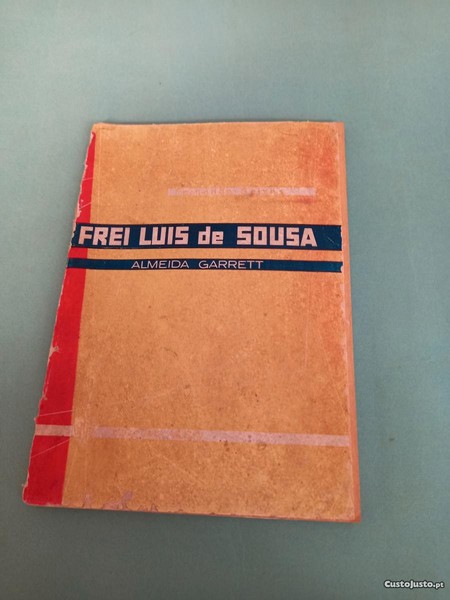 FREI LUIS de SOUSA
ALMEIDA GARRETT
CustoJusto.pt